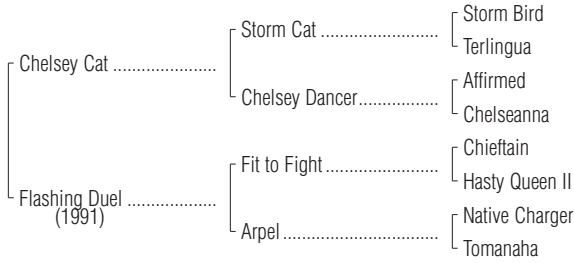 Storm Bird
Storm Cat ......................
Terlingua
Chelsey Cat ....................
Affirmed
Chelsey Dancer...............
Chelseanna
Chieftain
Fit to Fight .....................
Hasty Queen II
Flashing Duel .................
(1991)
Native Charger
Arpel .............................
Tomanaha